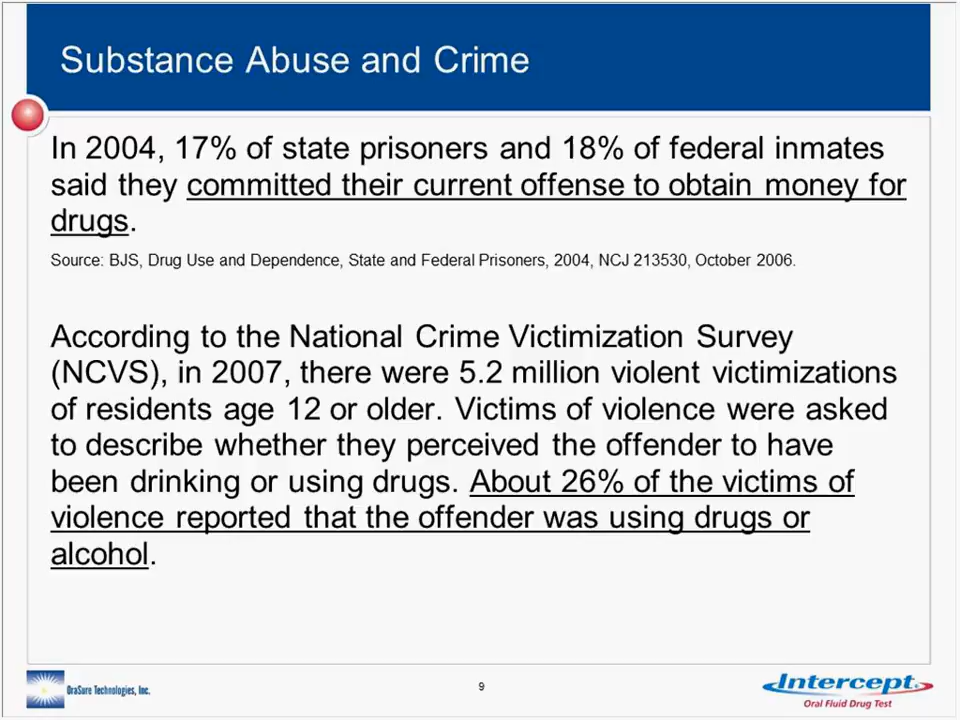 Substance Abuse and Crime
In 2004, 17% of state prisoners and 18% of federal inmates
said they committed their current offense to obtain money for
drugs.
Source: BJS, Drug Use and Dependence, State and Federal Prisoners, 2004, NCJ 213530, October 2006.
According to the National Crime Victimization Survey
(NCVS), in 2007, there were 5.2 million violent victimizations
of residents age 12 or older. Victims of violence were asked
to describe whether they perceived the offender to have
been drinking or using drugs. About 26% of the victims of
violence reported that the offender was using drugs or
alcohol.
OraSure Technologies, Inc.
9
Intercept
Oral Fluid Drug Test